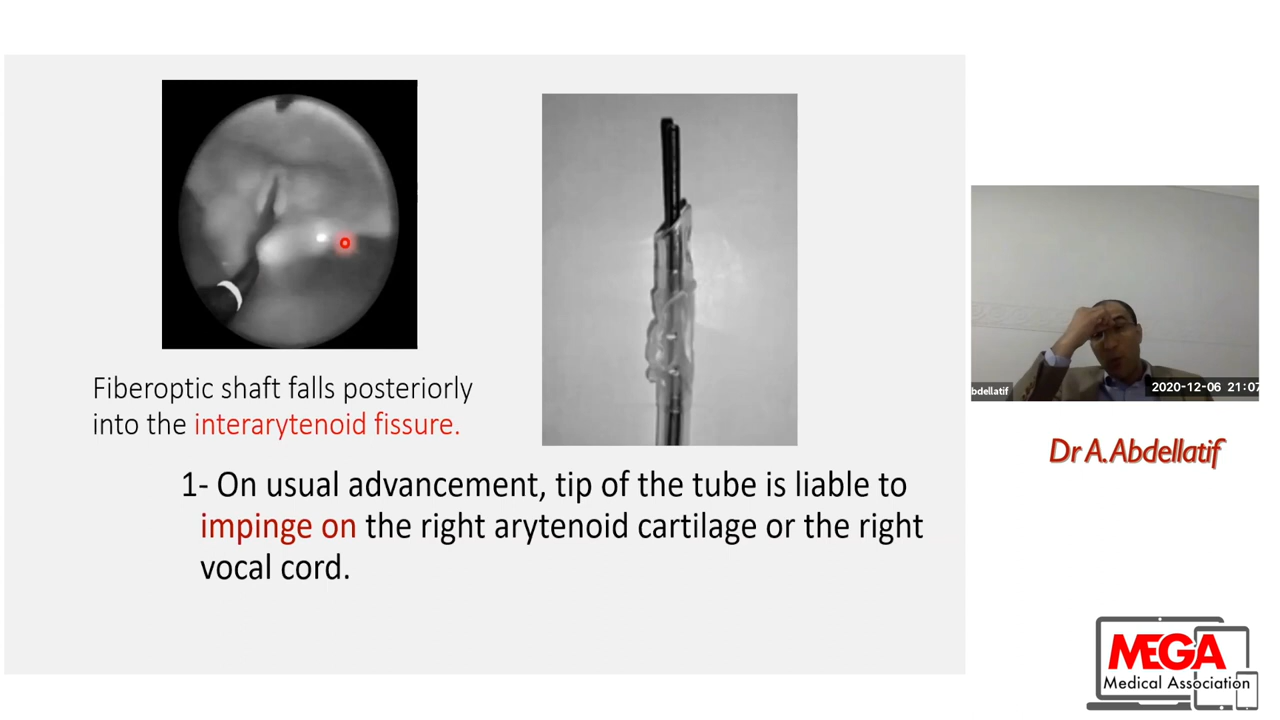 Fiberoptic shaft falls posteriorly
into the interarytenoid fissure.
1- On usual advancement, tip of the tube is liable to
impinge on the right arytenoid cartilage or the right
vocal cord.
bdellatif
2020-12-06 21:07
Dr A.Abdellatif
MEGA
Medical Association